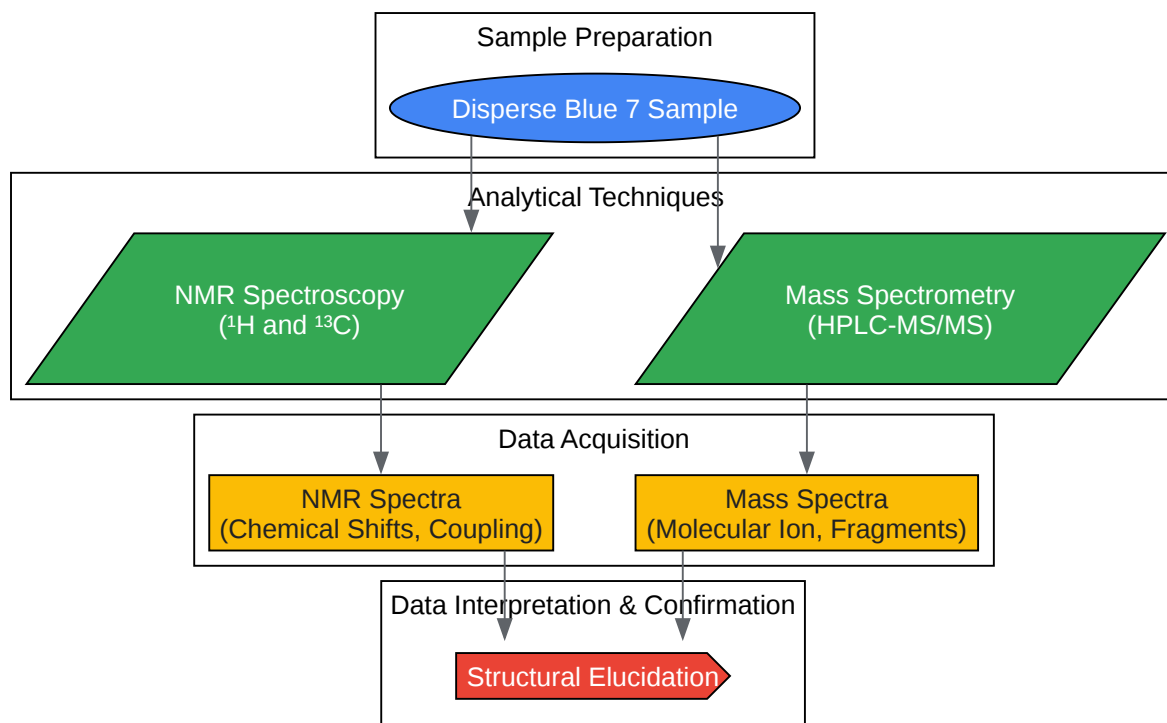 Sample Preparation
Disperse Blue 7 Sample
Analytical Techniques
NMR Spectroscopy
(¹H and ¹³C)
Mass Spectrometry
(HPLC-MS/MS)
Data Acquisition
NMR Spectra
(Chemical Shifts, Coupling)
Mass Spectra
(Molecular Ion, Fragments)
Data Interpretation & Confirmation
Structural Elucidation